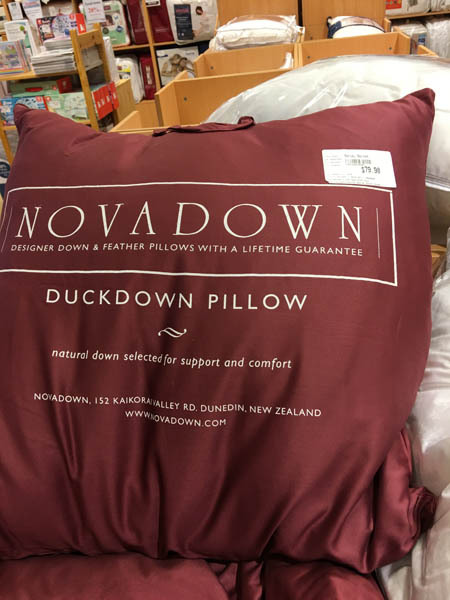 $79.90
NOVADOWN
DESIGNER DOWN & FEATHER PILLOWS WITH A LIFETIME GUARANTEE
DUCKDOWN PILLOW
natural down selected for support and comfort
NOVADOWN, 152 KAIKORAI VALLEY RD. DUNEDIN, NEW ZEALAND
WWW.NOVADOWN.COM